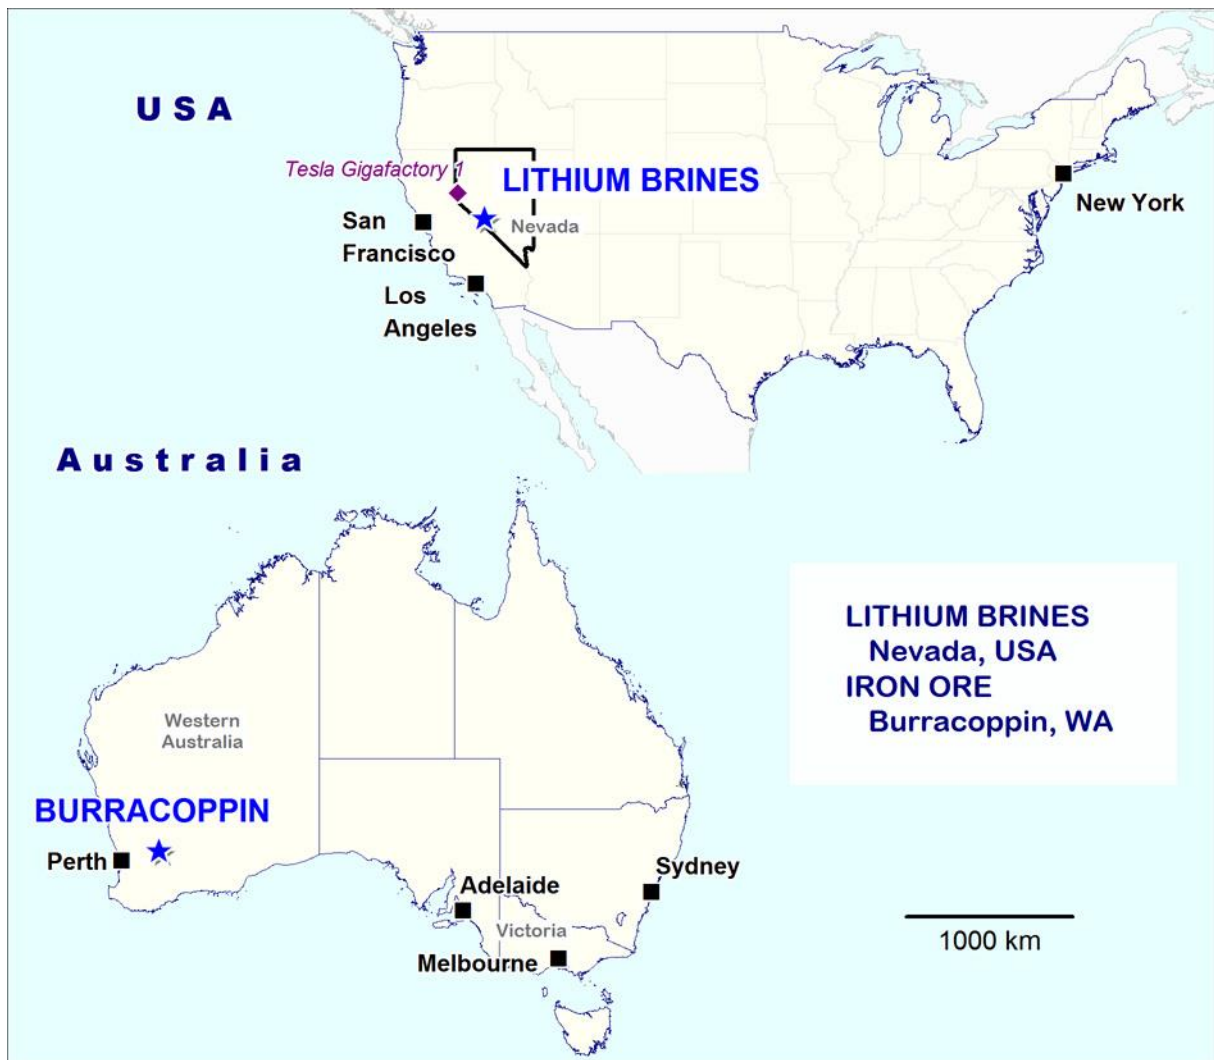 USA
Tesla Gigafactory 1
LITHIUM BRINES
Nevada
San
Francisco
Los
Angeles
New York
Australia
Western
Australia
BURRACOPPIN
Perth
Adelaide
Victoria
Melbourne
Sydney
LITHIUM BRINES
Nevada, USA
IRON ORE
Burracoppin, WA
1000 km